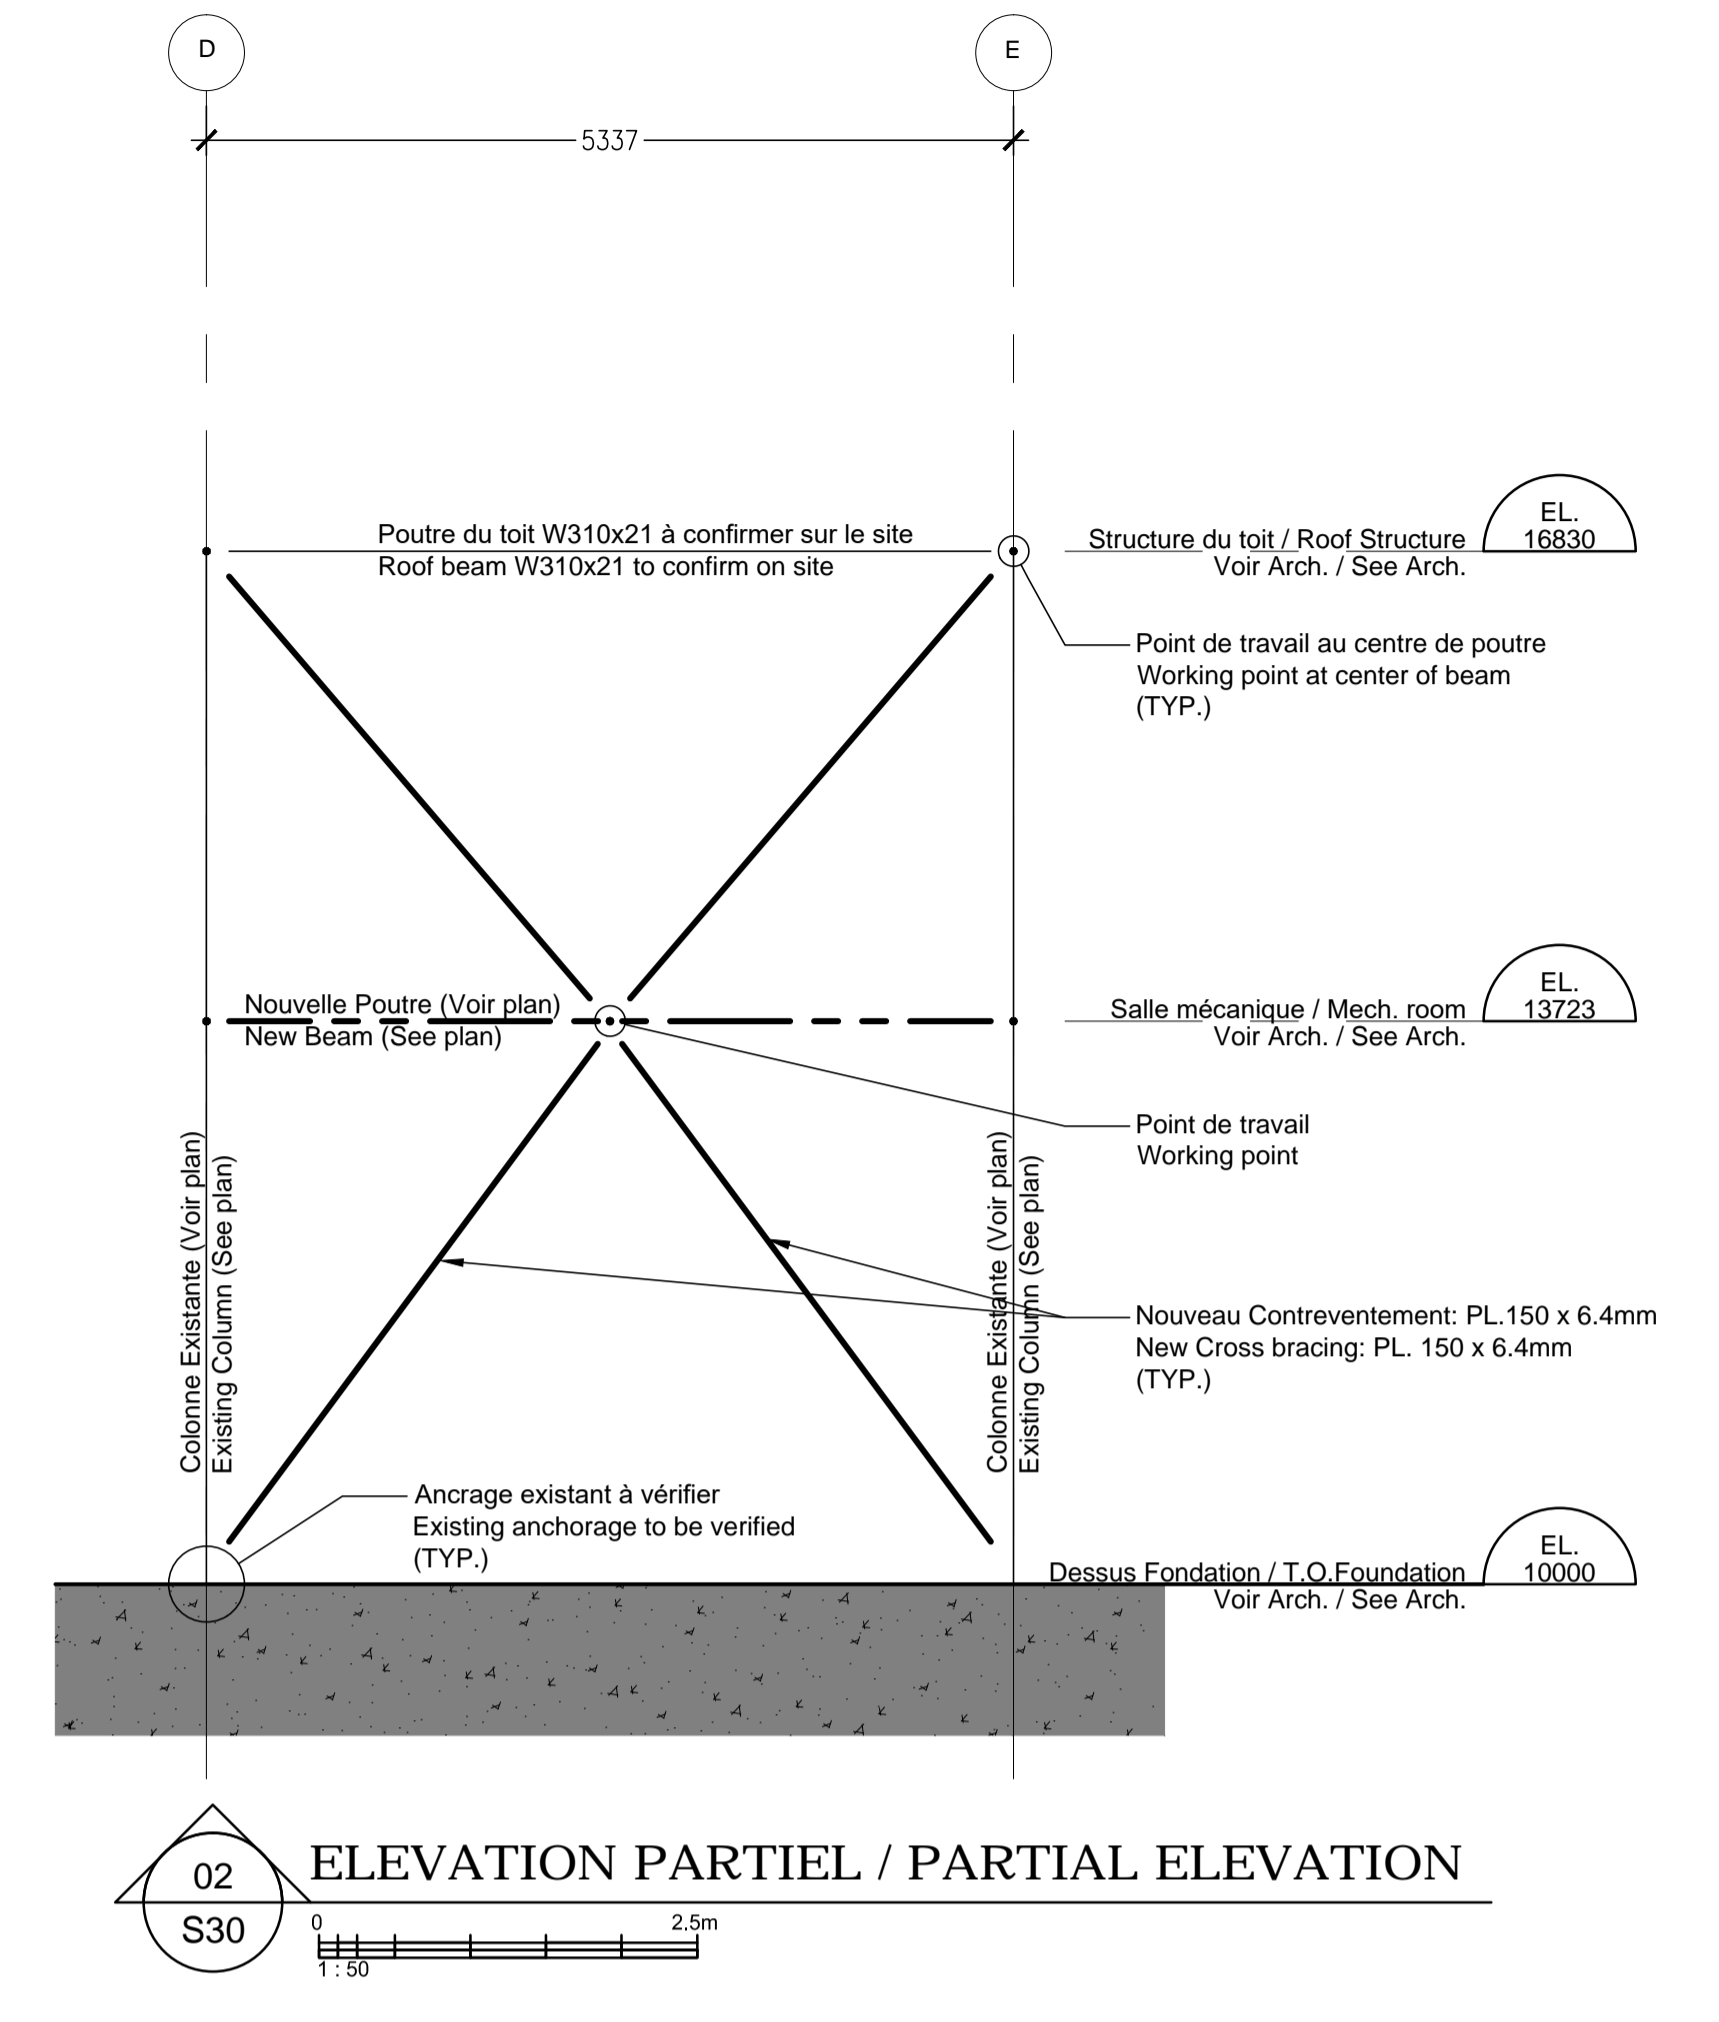 D
E
5337
Poutre du toit W310x21 à confirmer sur le site
Roof beam W310x21 to confirm on site
Structure du toit / Roof Structure
Voir Arch. / See Arch.
EL.
16830
Point de travail au centre de poutre
Working point at center of beam
(TYP.)
Nouvelle Poutre (Voir plan)
New Beam (See plan)
Salle mécanique / Mech. room
Voir Arch. / See Arch.
EL.
13723
Point de travail
Working point
Colonne Existante (Voir plan)
Existing Column (See plan)
Colonne Existante (Voir plan)
Existing Column (See plan)
Nouveau Contreventement: PL.150 x 6.4mm
New Cross bracing: PL. 150 x 6.4mm
(TYP.)
Ancrage existant à vérifier
Existing anchorage to be verified
(TYP.)
Dessus Fondation / T.O.Foundation
Voir Arch. / See Arch.
EL.
10000
02
S30
ELEVATION PARTIEL / PARTIAL ELEVATION
0
2.5m
1 : 50